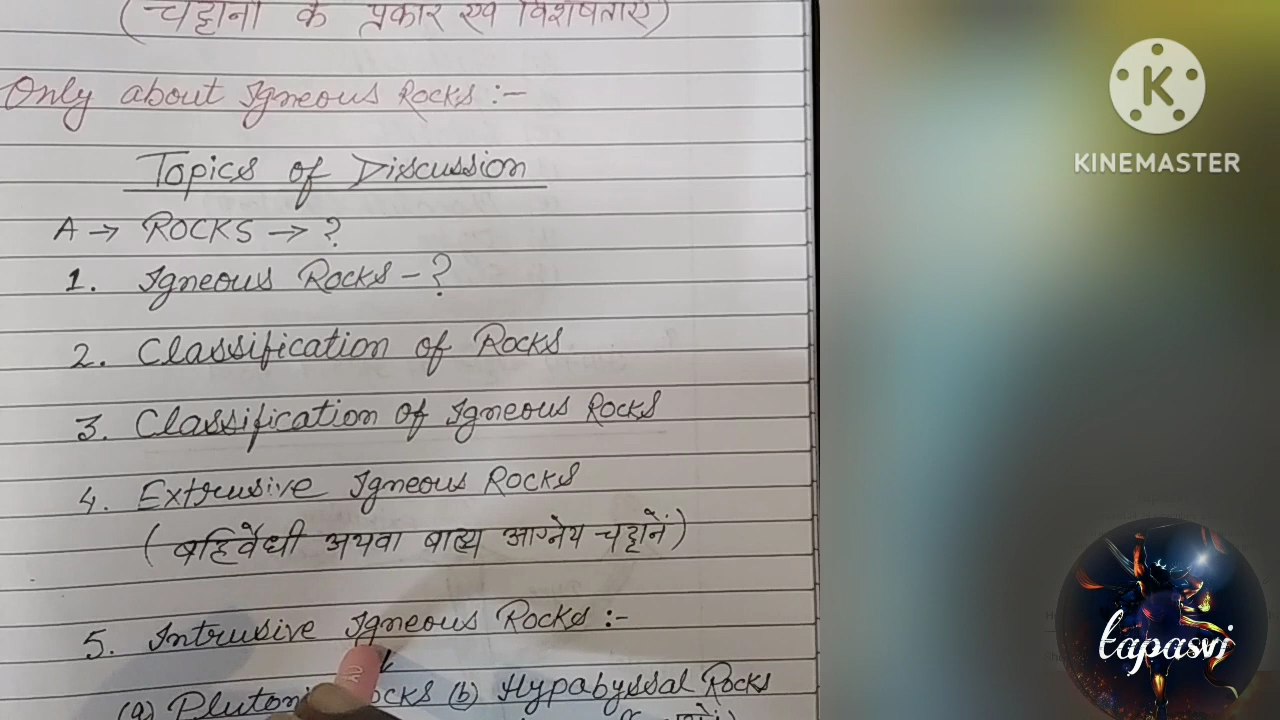 (चट्टानों के प्रकार एवं विशेषताएं)
Only about Igneous Rocks :-
Topics of Discussion
A → ROCKS → ?
1. Igneous Rocks - ?
2. Classification of Rocks
3. Classification of Igneous Rocks
4. Extrusive Igneous Rocks
(बहिर्वेधी अथवा बाह्य आग्नेय चट्टानें)
5. Intrusive Igneous Rocks :-
(a) Plutoni ocks (b) Hypabyssal Rocks
K
KINEMASTER
tapasvi